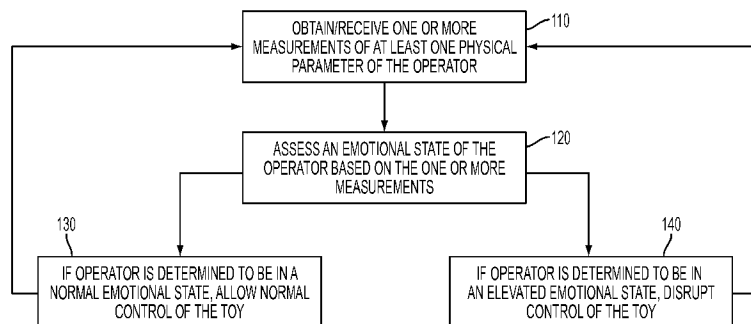 110
OBTAIN/RECEIVE ONE OR MORE
MEASUREMENTS OF AT LEAST ONE PHYSICAL
PARAMETER OF THE OPERATOR
120
ASSESS AN EMOTIONAL STATE OF THE
OPERATOR BASED ON THE ONE OR MORE
MEASUREMENTS
130
IF OPERATOR IS DETERMINED TO BE IN A
NORMAL EMOTIONAL STATE, ALLOW NORMAL
CONTROL OF THE TOY
140
IF OPERATOR IS DETERMINED TO BE IN
AN ELEVATED EMOTIONAL STATE, DISRUPT
CONTROL OF THE TOY